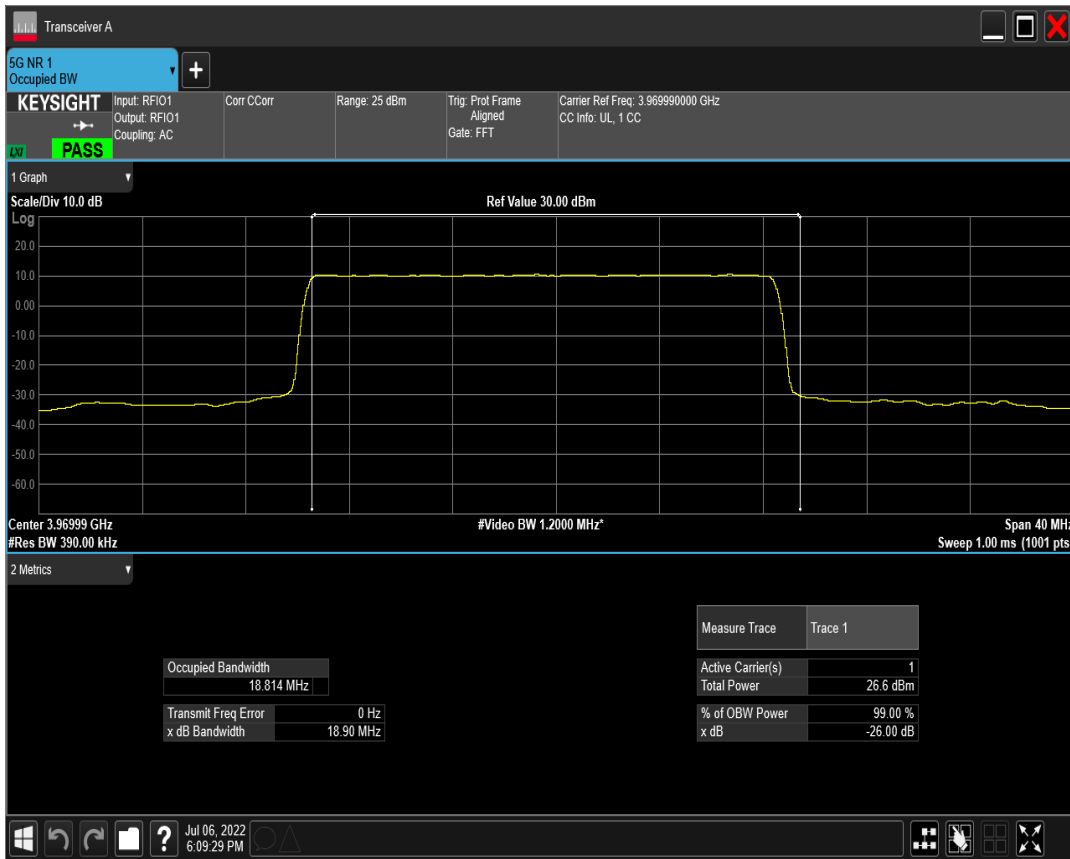 Transceiver A
5G NR 1
Occupied BW
KEYSIGHT
LXI
PASS
Input: RFIO1
Output: RFIO1
Coupling: AC
Corr CCorr
Range: 25 dBm
Trig: Prot Frame
Aligned
Gate: FFT
Carrier Ref Freq: 3.969990000 GHz
CC Info: UL, 1 CC
1 Graph
Scale/Div 10.0 dB
Ref Value 30.00 dBm
Log
20.0
10.0
0.00
-10.0
-20.0
-30.0
-40.0
-50.0
-60.0
Center 3.96999 GHz
#Video BW 1.2000 MHz*
Span 40 MHz
#Res BW 390.00 kHz
Sweep 1.00 ms (1001 pts
2 Metrics
Measure Trace Trace 1
Occupied Bandwidth
18.814 MHz
Active Carrier(s) 1
Total Power 26.6 dBm
Transmit Freq Error 0 Hz
x dB Bandwidth 18.90 MHz
% of OBW Power 99.00 %
x dB -26.00 dB
?
Jul 06, 2022
6:09:29 PM